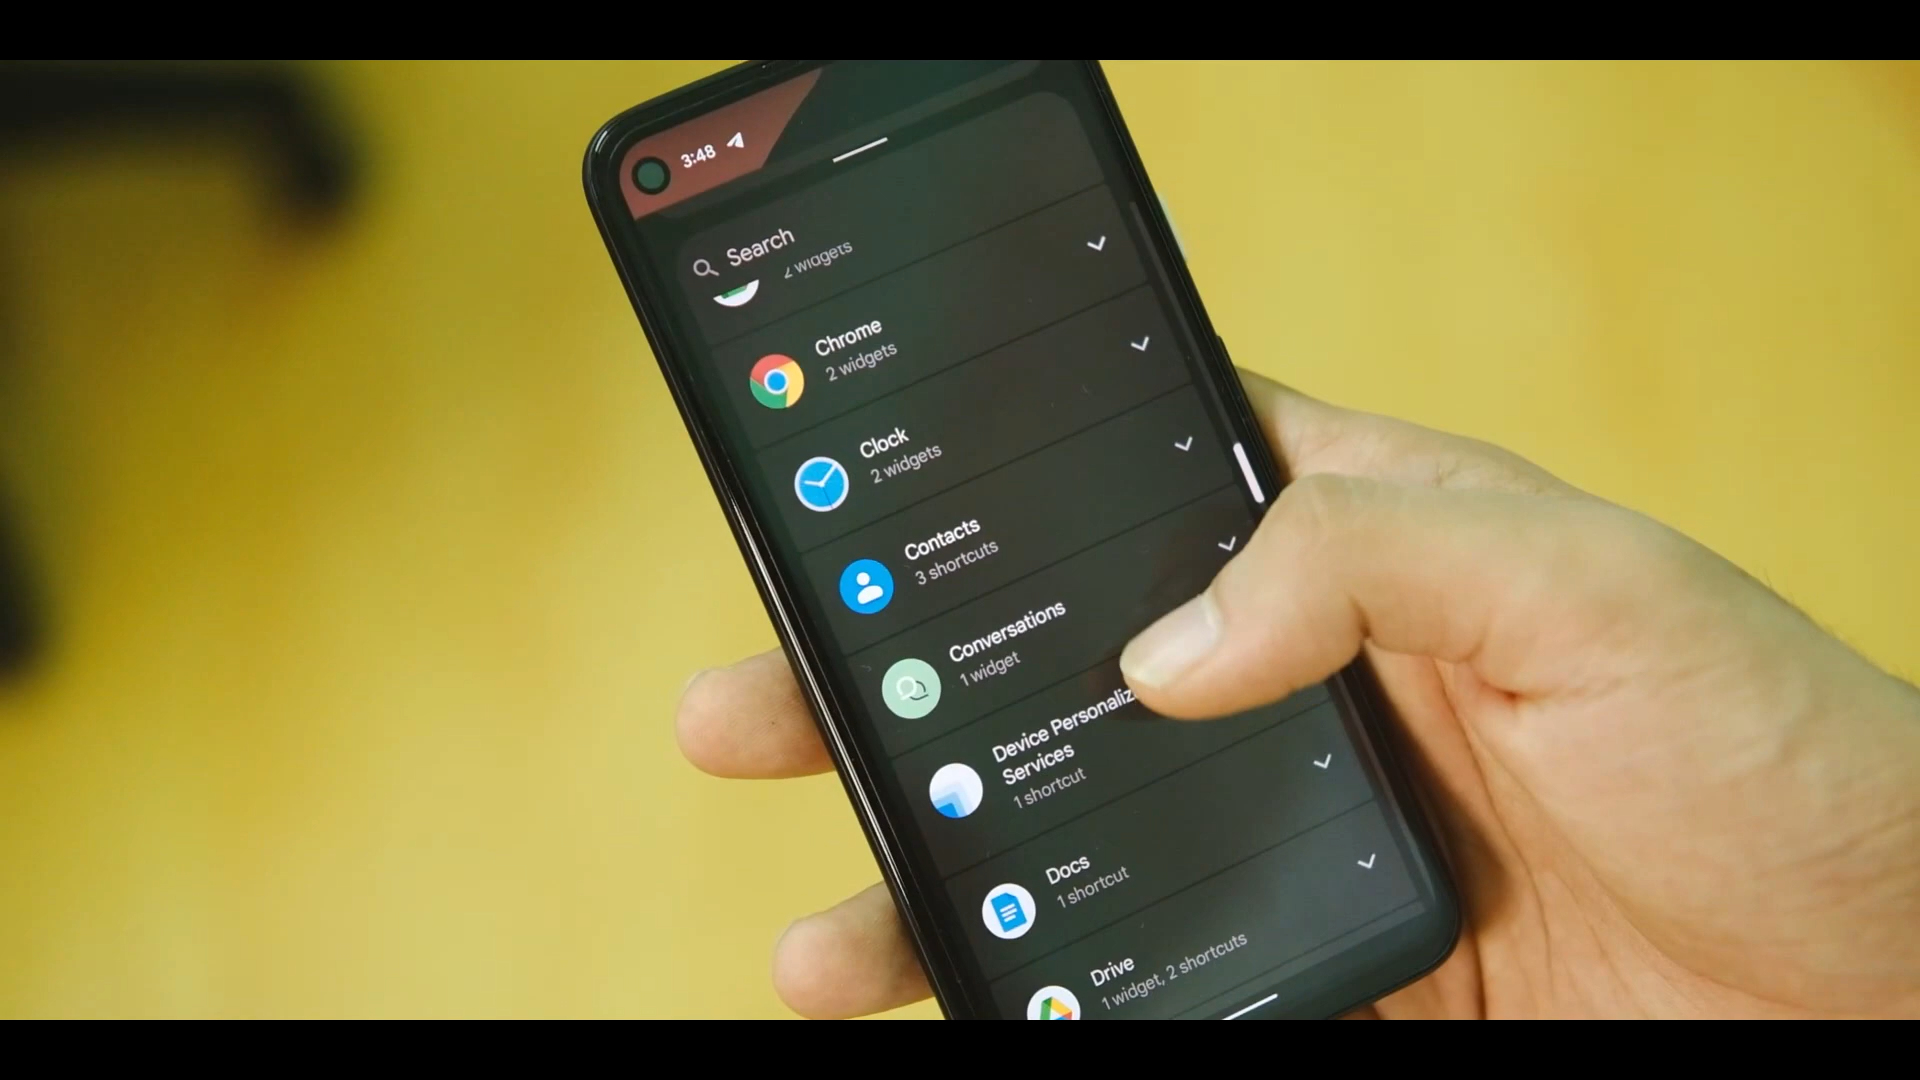 3:48
Search
2 widgets
Chrome
2 widgets
Clock
2 widgets
Contacts
3 shortcuts
Conversations
1 widget
Device Personaliz
Services
1 shortcut
Docs
1 shortcut
Drive
1 widget, 2 shortcuts